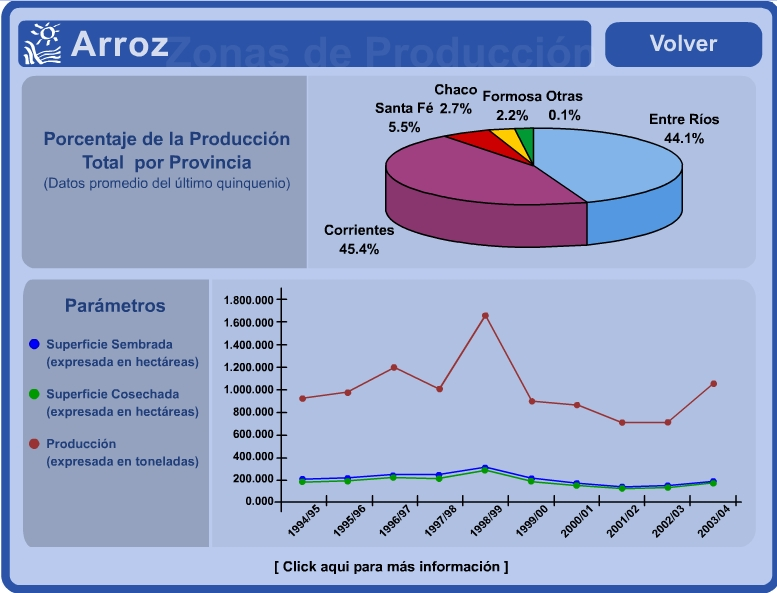 Arroz
Zonas de Producción
Volver
Porcentaje de la Producción
Total por Provincia
(Datos promedio del último quinquenio)
Santa Fé
5.5%
Chaco
2.7%
Formosa
2.2%
Otras
0.1%
Entre Ríos
44.1%
Corrientes
45.4%
Parámetros
Superficie Sembrada
(expresada en hectáreas)
Superficie Cosechada
(expresada en hectáreas)
Producción
(expresada en toneladas)
1.800.000
1.600.000
1.400.000
1.200.000
1.000.000
800.000
600.000
400.000
200.000
0.000
1994/95
1995/96
1996/97
1997/98
1998/99
1999/00
2000/01
2001/02
2002/03
2003/04
[ Click aqui para más información ]